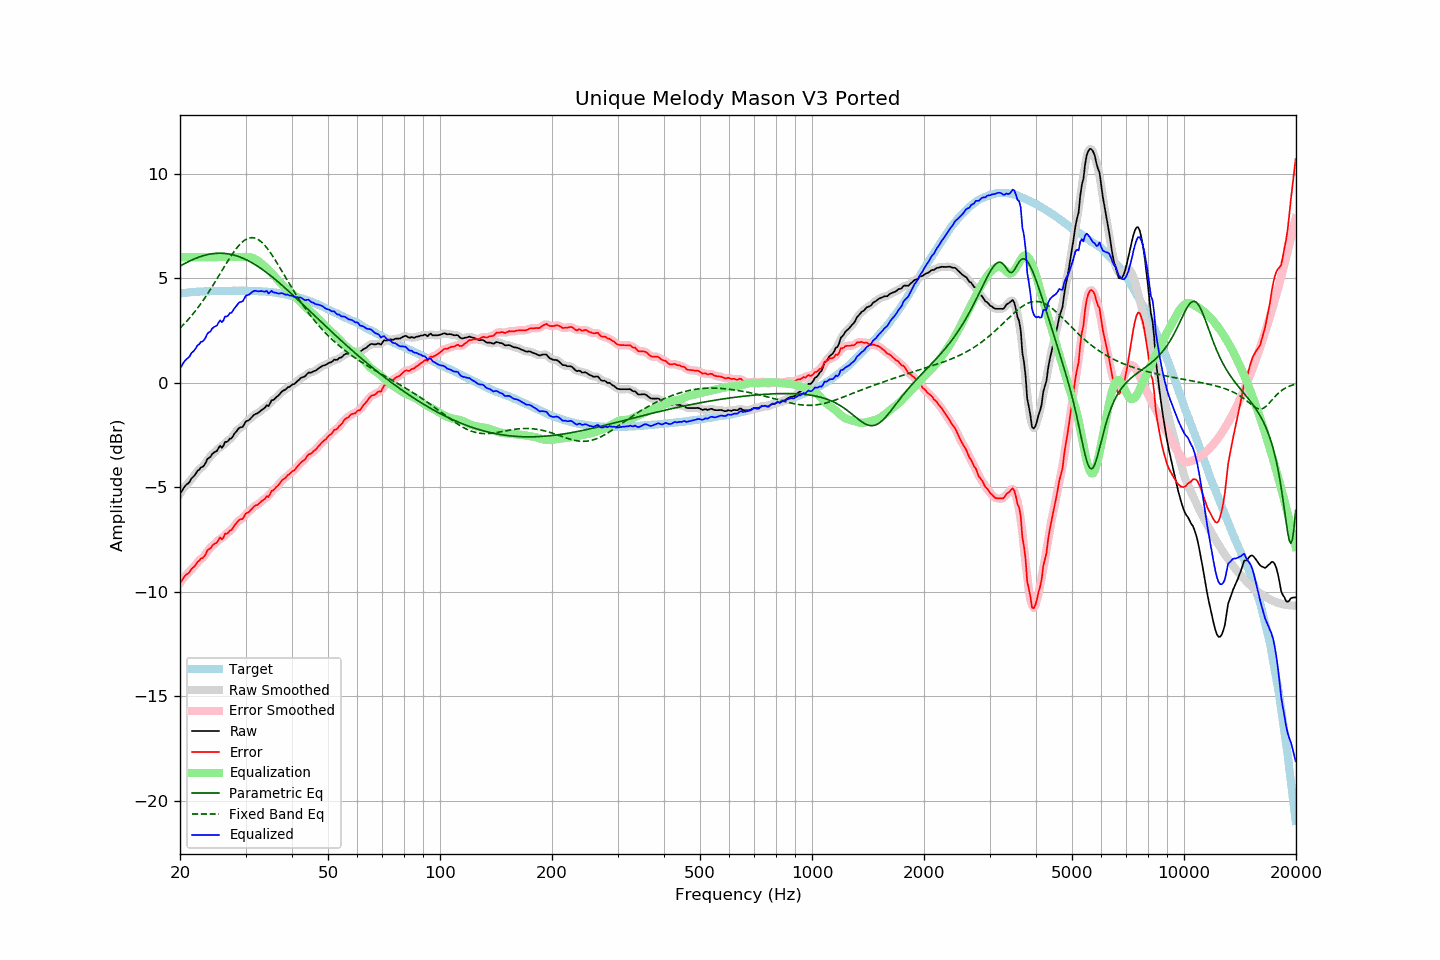 Unique Melody Mason V3 Ported
10
5
0
−5
−10
−15
−20
Amplitude (dBr)
Target
Raw Smoothed
Error Smoothed
Raw
Error
Equalization
Parametric Eq
Fixed Band Eq
Equalized
20 50 100 200 500 1000 2000 5000 10000 20000
Frequency (Hz)